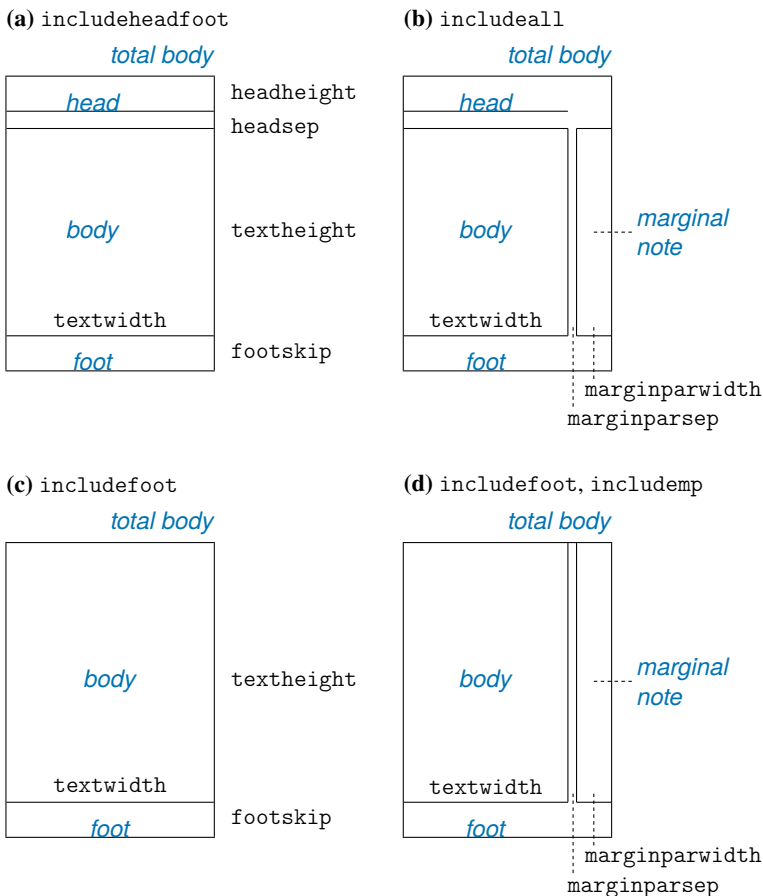 (a) includeheadfoot
total body
head
headheight
headsep
body
textheight
textwidth
foot
footskip
(b) includeall
total body
head
body
marginal
note
textwidth
foot
marginparwidth
marginparsep
(c) includefoot
total body
body
textheight
textwidth
foot
footskip
(d) includefoot, includemp
total body
body
marginal
note
textwidth
foot
marginparwidth
marginparsep